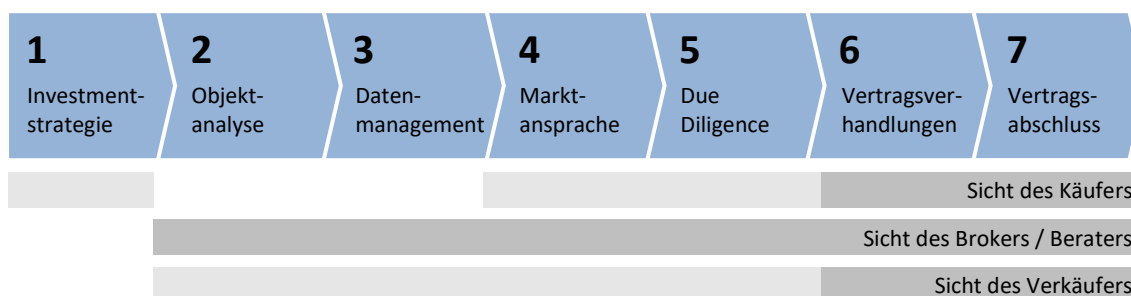 1
Investment-
strategie
2
Objekt-
analyse
3
Daten-
management
4
Markt-
ansprache
5
Due
Diligence
6
Vertragsver-
handlungen
7
Vertrags-
abschluss
Sicht des Käufers
Sicht des Brokers / Beraters
Sicht des Verkäufers